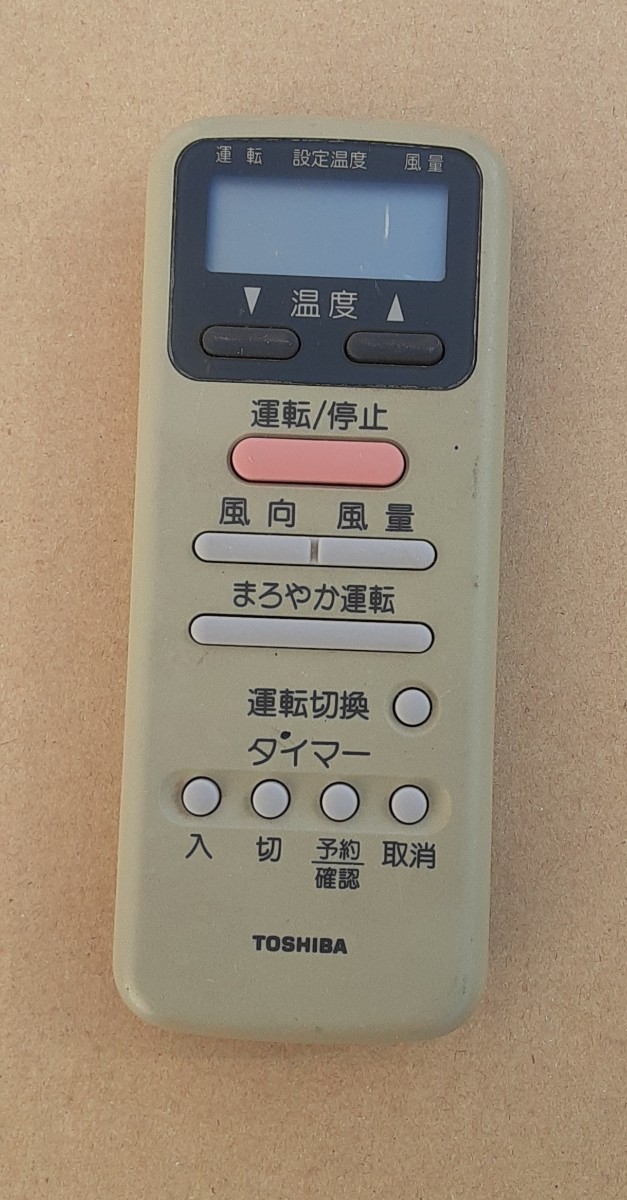 運転 設定温度 風量
▼ 温度 ▲
運転/停止
風向 風量
まろやか運転
運転切換
タイマー
入 切 予約/確認 取消
TOSHIBA